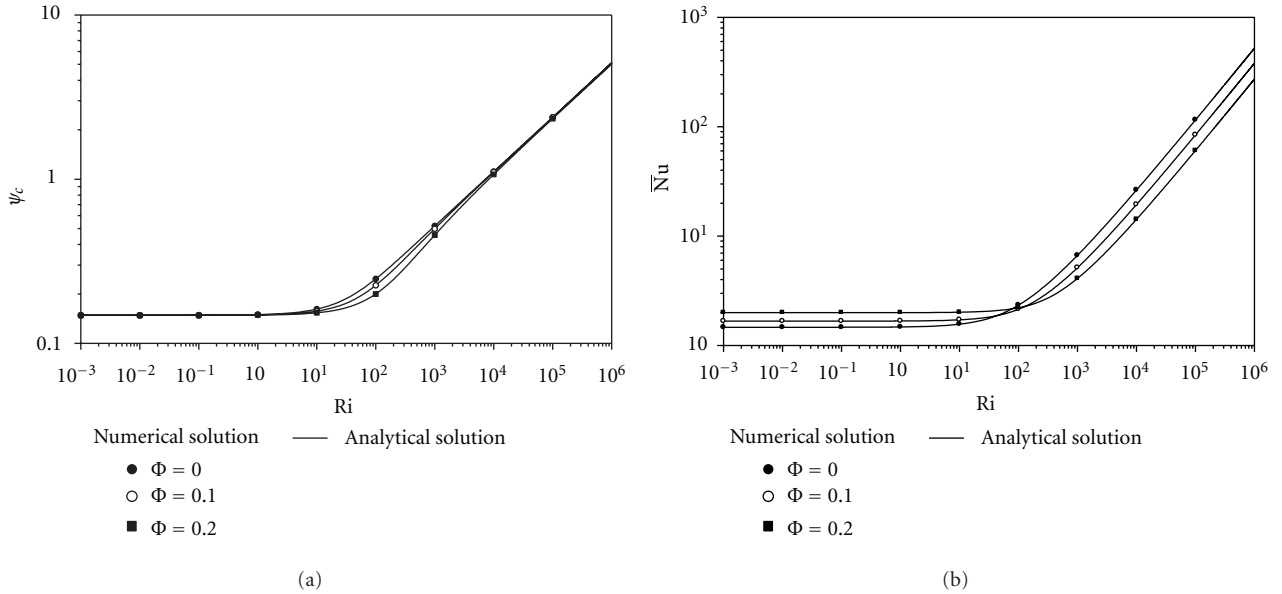 10
1
0.1
ψc
10⁻³ 10⁻² 10⁻¹ 10 10¹ 10² 10³ 10⁴ 10⁵ 10⁶
Ri
Numerical solution — Analytical solution
● Φ = 0
○ Φ = 0.1
■ Φ = 0.2
(a)
10³
10²
10¹
10
N̅u
10⁻³ 10⁻² 10⁻¹ 10 10¹ 10² 10³ 10⁴ 10⁵ 10⁶
Ri
Numerical solution — Analytical solution
● Φ = 0
○ Φ = 0.1
■ Φ = 0.2
(b)